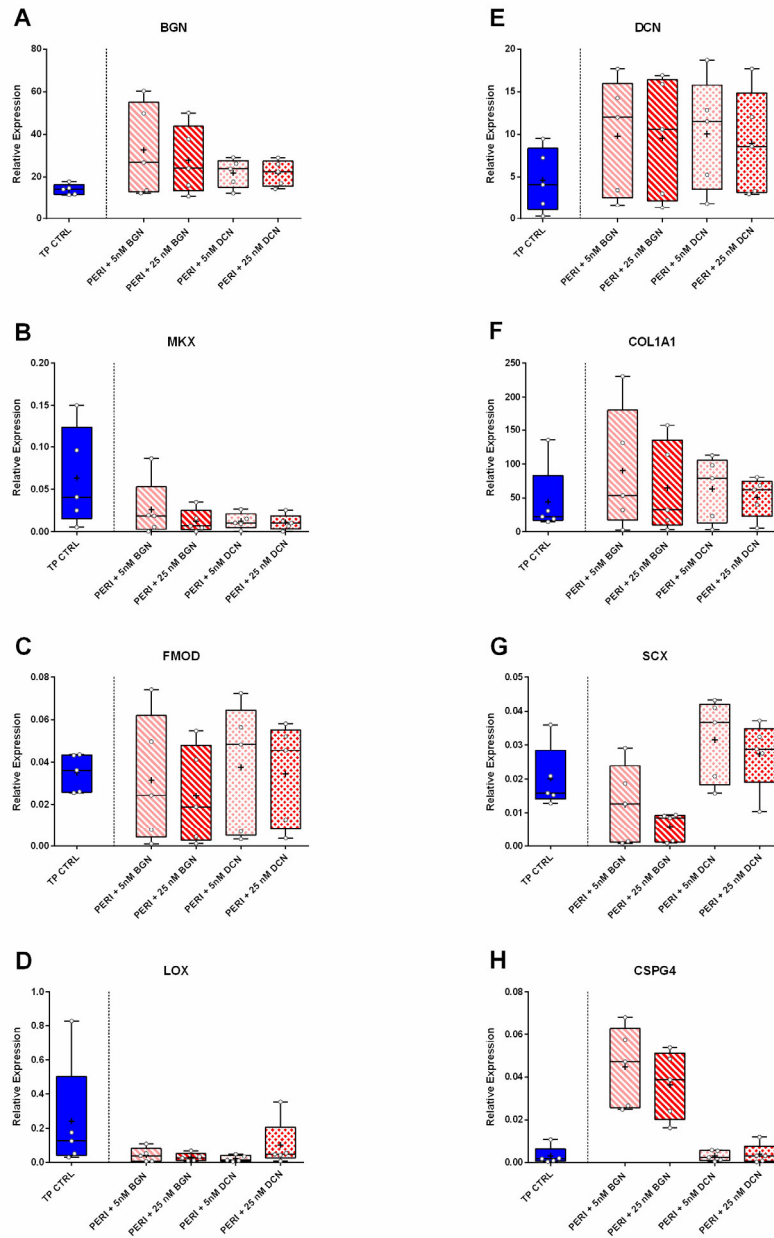 A
BGN
Relative Expression
80
60
40
20
0
TP CTRL
PERI + 5nM BGN
PERI + 25 nM BGN
PERI + 5nM DCN
PERI + 25 nM DCN
E
DCN
Relative Expression
20
15
10
5
0
TP CTRL
PERI + 5nM BGN
PERI + 25 nM BGN
PERI + 5nM DCN
PERI + 25 nM DCN
B
MKX
Relative Expression
0.20
0.15
0.10
0.05
0.00
TP CTRL
PERI + 5nM BGN
PERI + 25 nM BGN
PERI + 5nM DCN
PERI + 25 nM DCN
F
COL1A1
Relative Expression
250
200
150
100
50
0
TP CTRL
PERI + 5nM BGN
PERI + 25 nM BGN
PERI + 5nM DCN
PERI + 25 nM DCN
C
FMOD
Relative Expression
0.08
0.06
0.04
0.02
0.00
TP CTRL
PERI + 5nM BGN
PERI + 25 nM BGN
PERI + 5nM DCN
PERI + 25 nM DCN
G
SCX
Relative Expression
0.05
0.04
0.03
0.02
0.01
0.00
TP CTRL
PERI + 5nM BGN
PERI + 25 nM BGN
PERI + 5nM DCN
PERI + 25 nM DCN
D
LOX
Relative Expression
1.0
0.8
0.6
0.4
0.2
0.0
TP CTRL
PERI + 5nM BGN
PERI + 25 nM BGN
PERI + 5nM DCN
PERI + 25 nM DCN
H
CSPG4
Relative Expression
0.08
0.06
0.04
0.02
0.00
TP CTRL
PERI + 5nM BGN
PERI + 25 nM BGN
PERI + 5nM DCN
PERI + 25 nM DCN